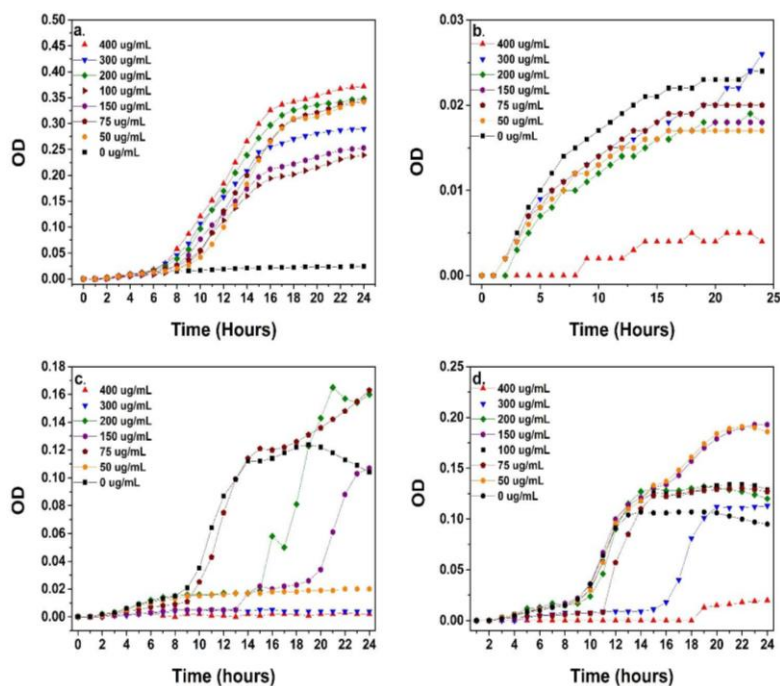 a.
0.50
0.45
0.40
0.35
0.30
0.25
0.20
0.15
0.10
0.05
0.00
OD
400 ug/mL
300 ug/mL
200 ug/mL
100 ug/mL
150 ug/mL
75 ug/mL
50 ug/mL
0 ug/mL
0 2 4 6 8 10 12 14 16 18 20 22 24
Time (Hours)
b.
0.03
0.02
0.01
0.00
OD
400 ug/mL
300 ug/mL
200 ug/mL
150 ug/mL
75 ug/mL
50 ug/mL
0 ug/mL
0 5 10 15 20 25
Time (Hours)
c.
0.18
0.16
0.14
0.12
0.10
0.08
0.06
0.04
0.02
0.00
OD
400 ug/mL
300 ug/mL
200 ug/mL
150 ug/mL
75 ug/mL
50 ug/mL
0 ug/mL
0 2 4 6 8 10 12 14 16 18 20 22 24
Time (hours)
d.
0.25
0.20
0.15
0.10
0.05
0.00
OD
400 ug/mL
300 ug/mL
200 ug/mL
150 ug/mL
100 ug/mL
75 ug/mL
50 ug/mL
0 ug/mL
2 4 6 8 10 12 14 16 18 20 22 24
Time (hours)